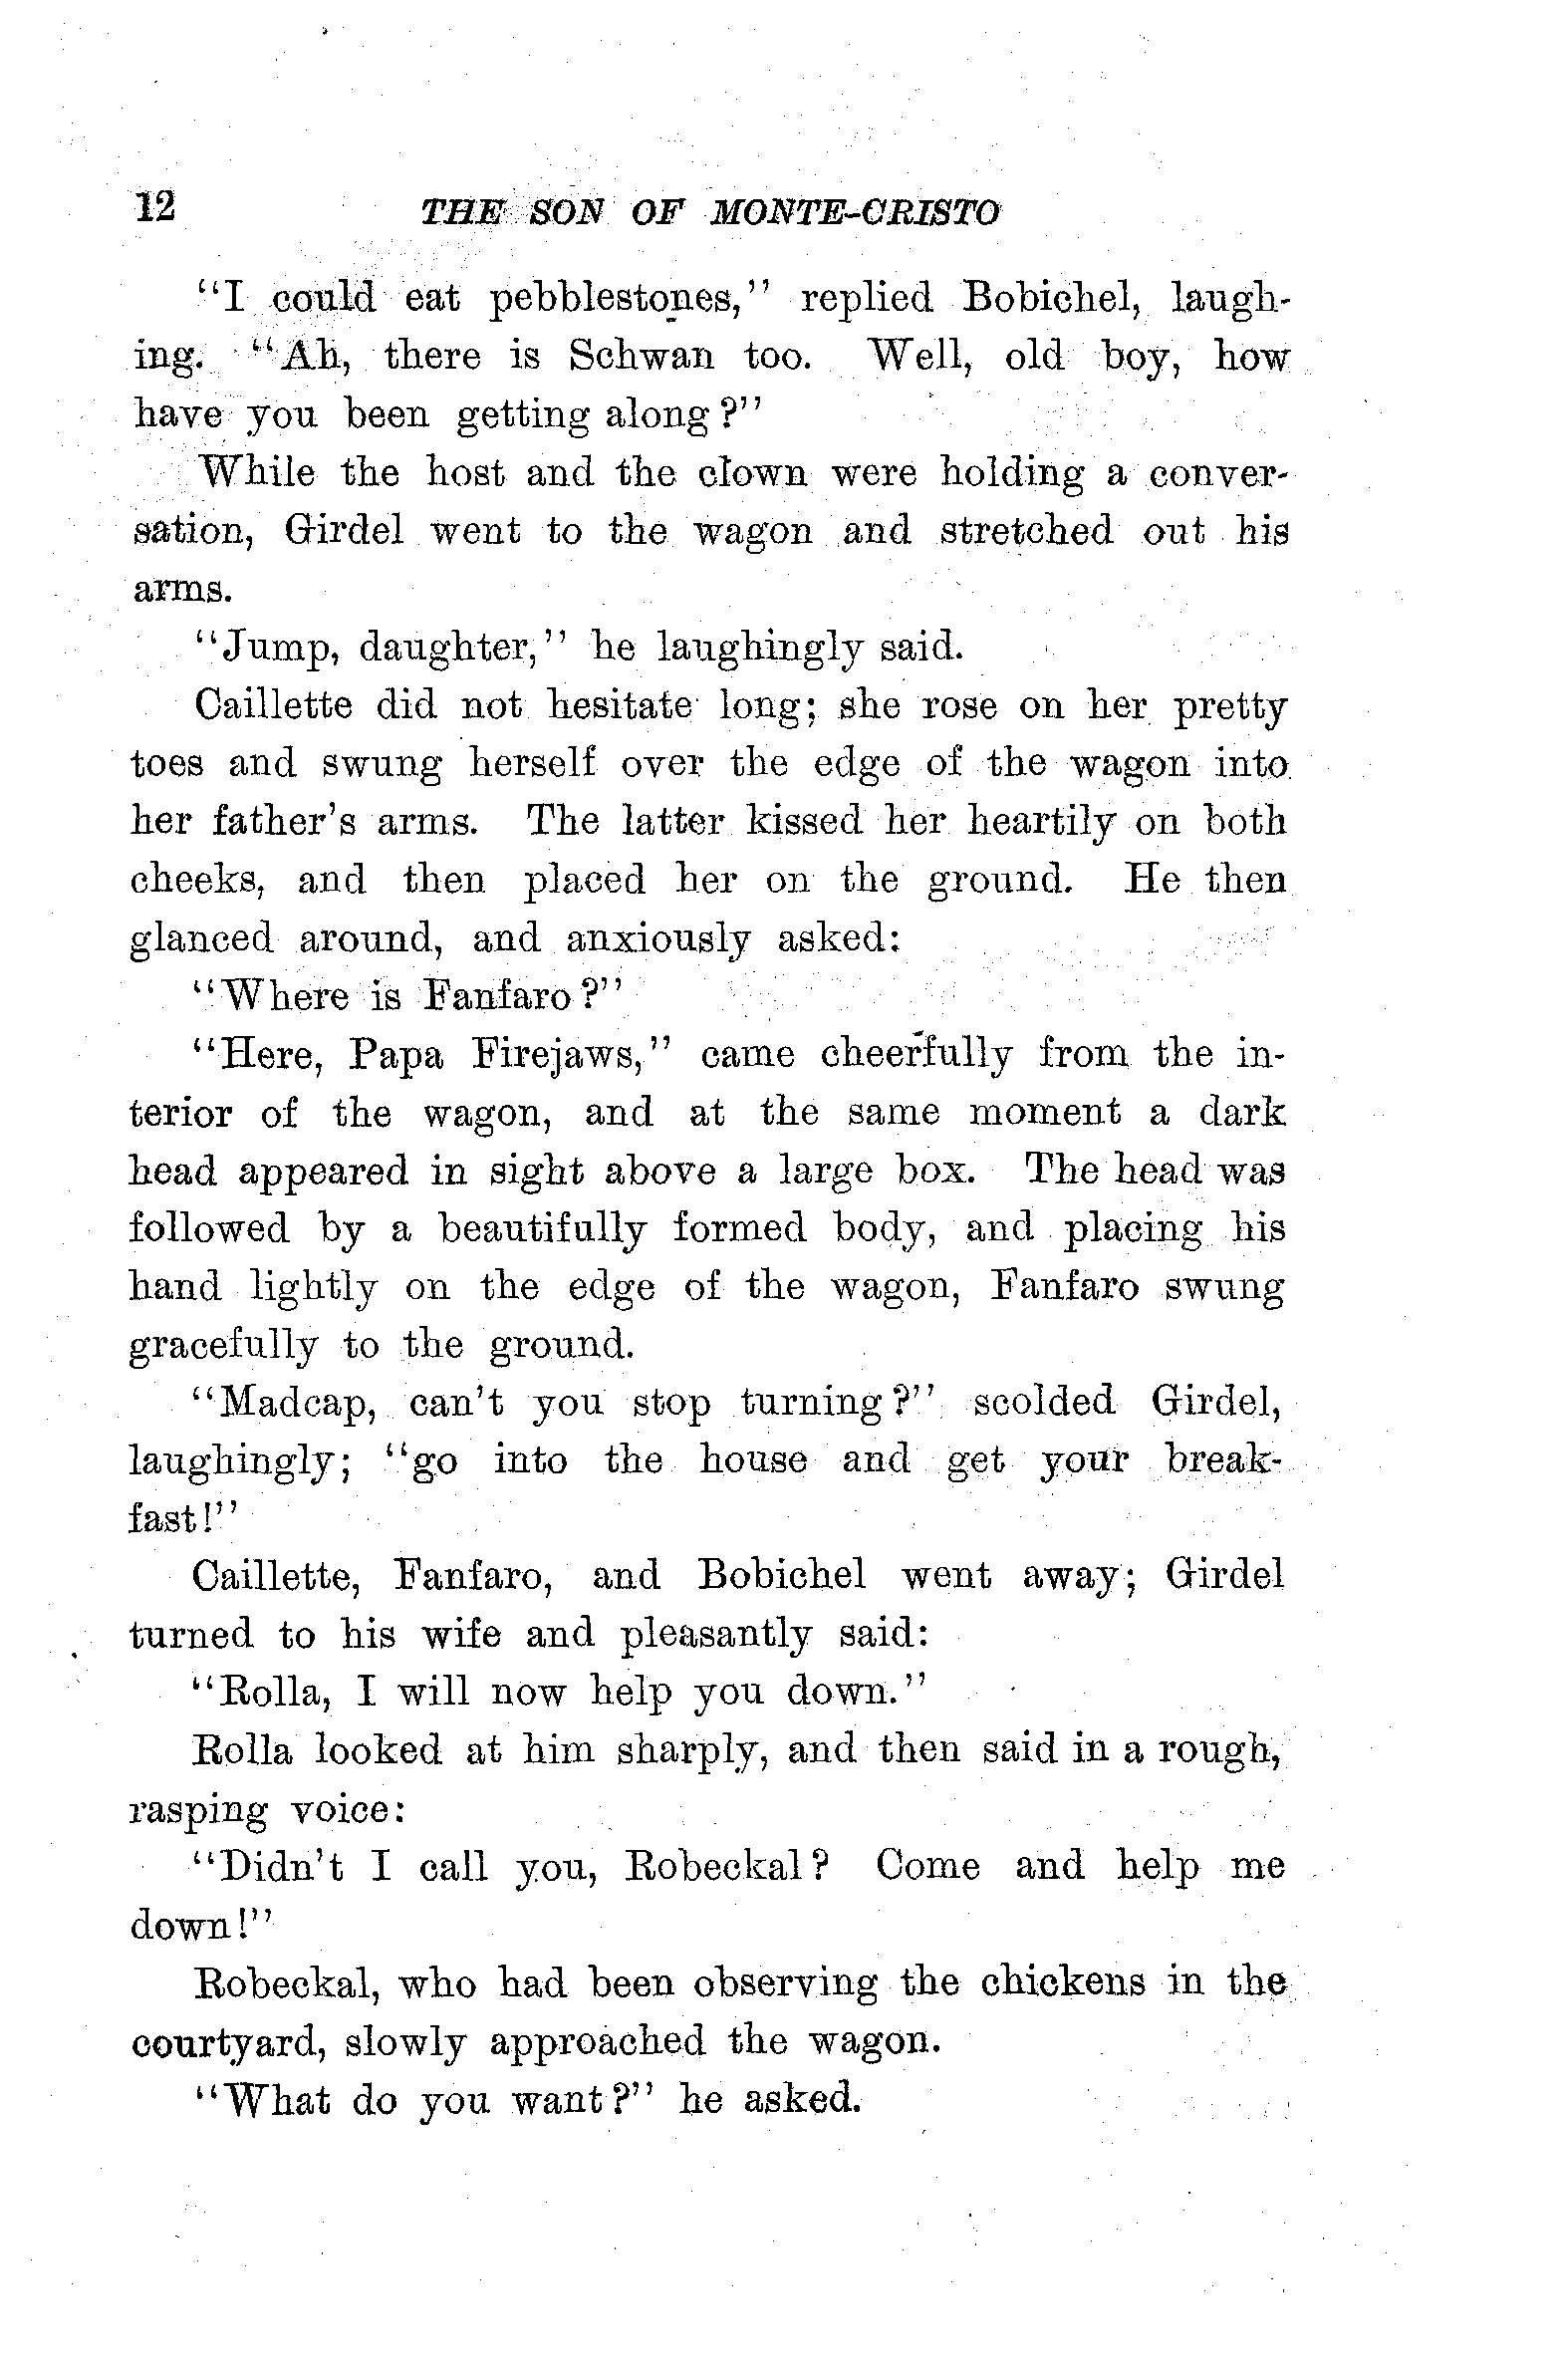 12 THE SON OF MONTE-CRISTO
"I could eat pebblestones," replied Bobichel, laugh-
ing. "Ah, there is Schwan too. Well, old boy, how
have you been getting along?"
While the host and the clown were holding a conver-
sation, Girdel went to the wagon and stretched out his
arms.
"Jump, daughter," he laughingly said.
Caillette did not hesitate long; she rose on her pretty
toes and swung herself over the edge of the wagon into
her father's arms. The latter kissed her heartily on both
cheeks, and then placed her on the ground. He then
glanced around, and anxiously asked:
"Where is Fanfaro?"
"Here, Papa Firejaws," came cheerfully from the in-
terior of the wagon, and at the same moment a dark
head appeared in sight above a large box. The head was
followed by a beautifully formed body, and placing his
hand lightly on the edge of the wagon, Fanfaro swung
gracefully to the ground.
"Madcap, can't you stop turning?" scolded Girdel,
laughingly; "go into the house and get your break-
fast!"
Caillette, Fanfaro, and Bobichel went away; Girdel
turned to his wife and pleasantly said:
"Rolla, I will now help you down."
Rolla looked at him sharply, and then said in a rough,
rasping voice:
"Didn't I call you, Robeckal? Come and help me
down!"
Robeckal, who had been observing the chickens in the
courtyard, slowly approached the wagon.
"What do you want?" he asked.